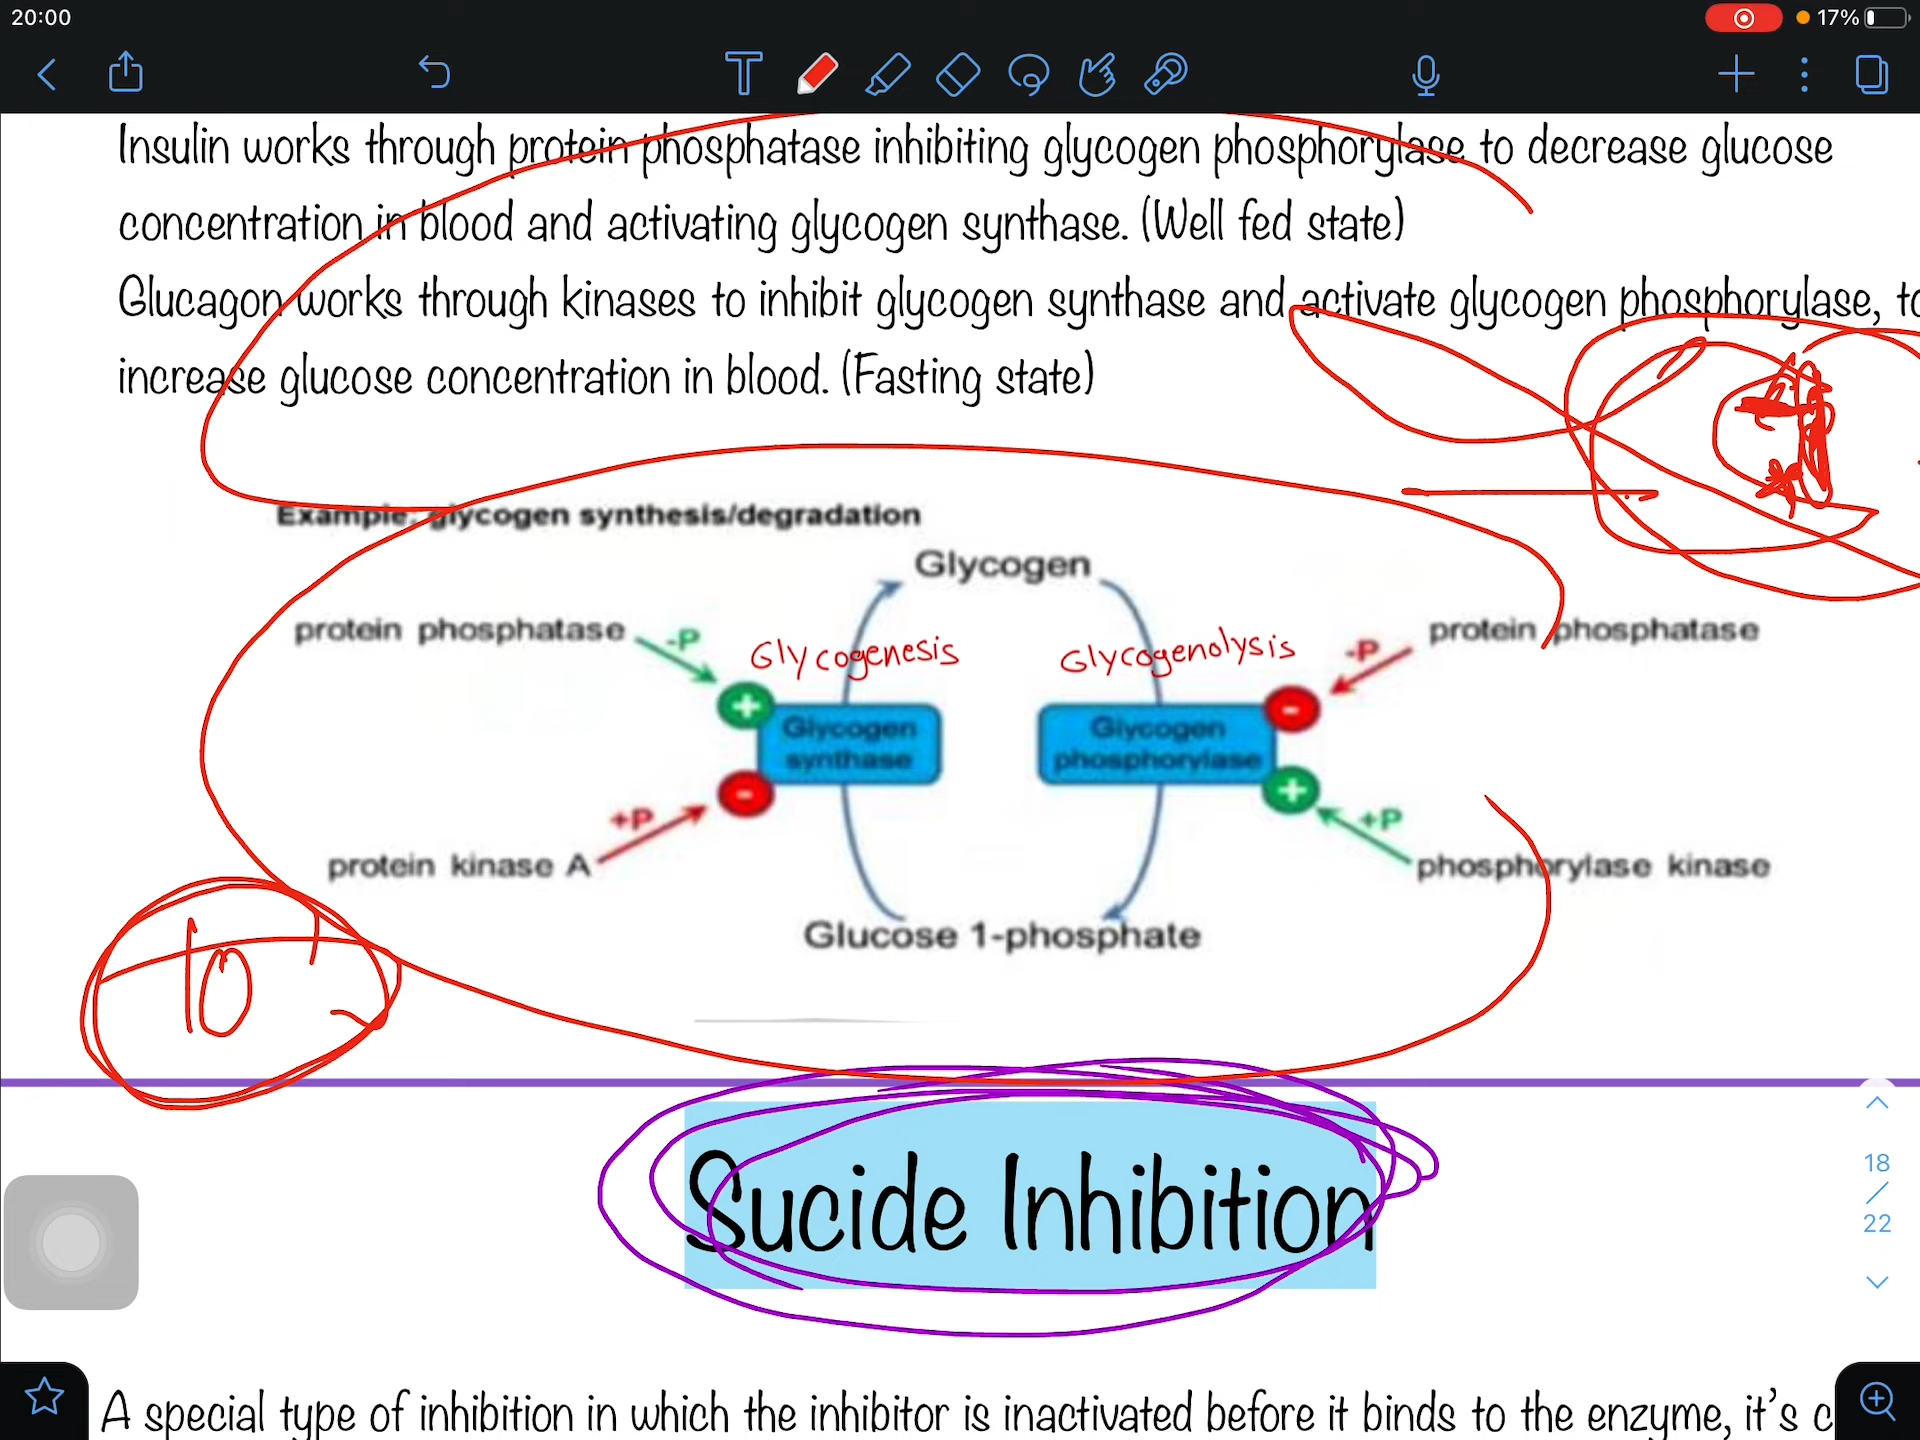 20:00
17%
Insulin works through protein phosphatase inhibiting glycogen phosphorylase to decrease glucose
concentration in blood and activating glycogen synthase. (Well fed state)
Glucagon works through kinases to inhibit glycogen synthase and activate glycogen phosphorylase, to
increase glucose concentration in blood. (Fasting state)
Example: glycogen synthesis/degradation
Glycogen
protein phosphatase
-P
Glycogenesis
Glycogenolysis
-P
protein phosphatase
+
Glycogen
synthase
-
Glycogen
phosphorylase
-
+
+P
protein kinase A
+P
phosphorylase kinase
Glucose 1-phosphate
10
Sucide Inhibition
18
/
22
A special type of inhibition in which the inhibitor is inactivated before it binds to the enzyme, it's c